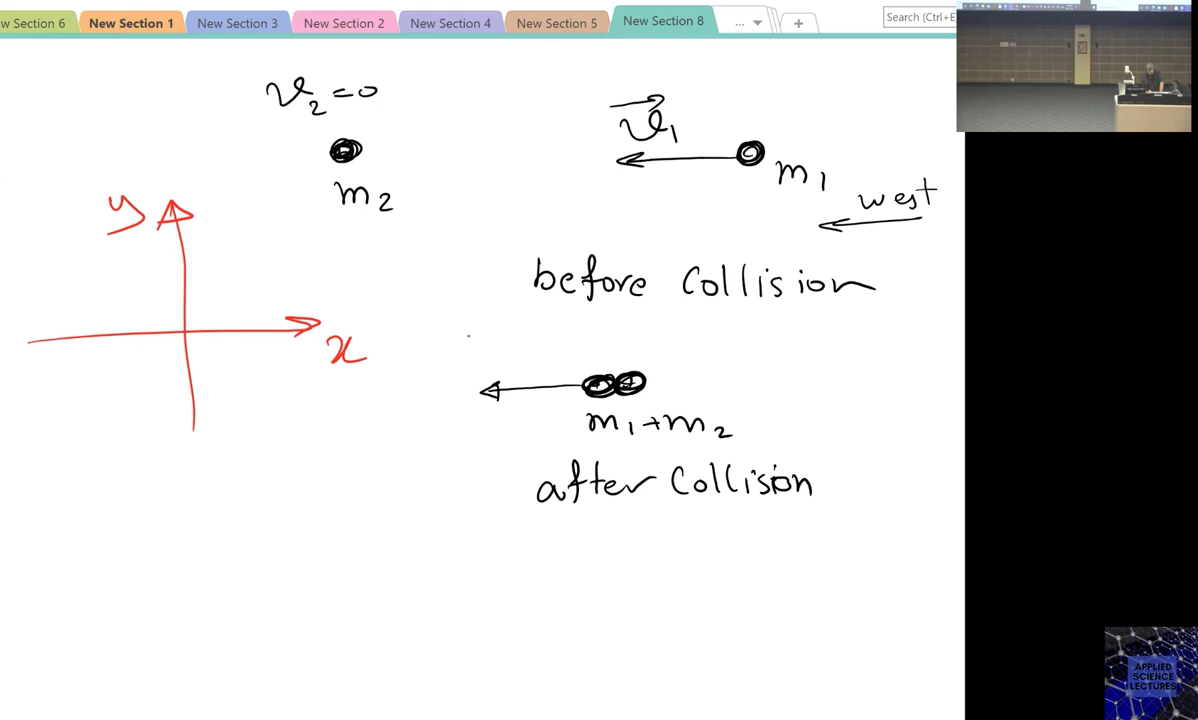 w Section 6 New Section 1 New Section 3 New Section 2 New Section 4 New Section 5 New Section 8 ... + Search (Ctrl+E
v₂=0
v₁
m₂
m₁
west
y
before Collision
x
m₁+m₂
after Collision
APPLIED
SCIENCE
LECTURES